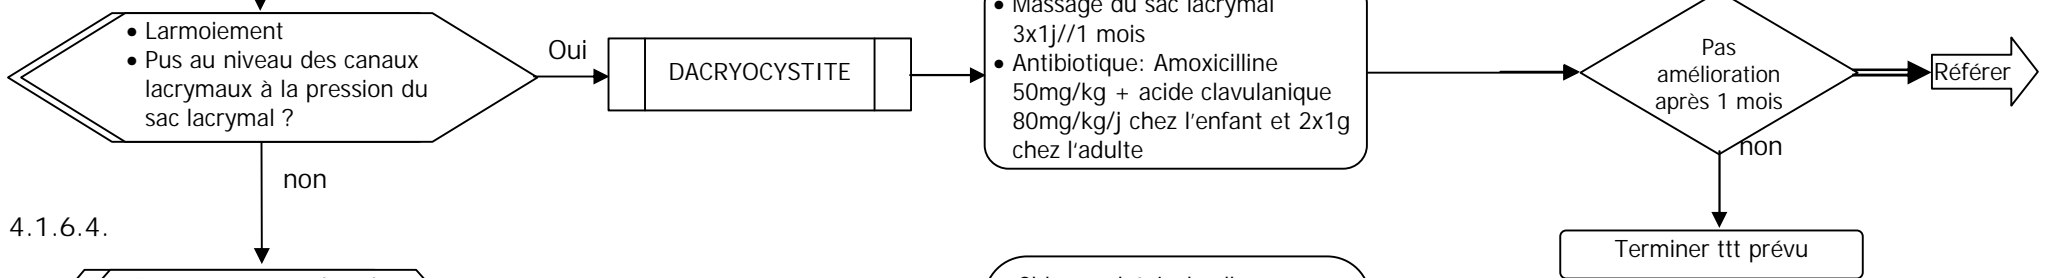 • Larmoiement
• Pus au niveau des canaux
lacrymaux à la pression du
sac lacrymal ?
Oui
DACRYOCYSTITE
• Massage du sac lacrymal
3x1j//1 mois
• Antibiotique: Amoxicilline
50mg/kg + acide clavulanique
80mg/kg/j chez l'enfant et 2x1g
chez l'adulte
Pas
amélioration
après 1 mois
Référer
non
non
4.1.6.4.
Terminer ttt prévu